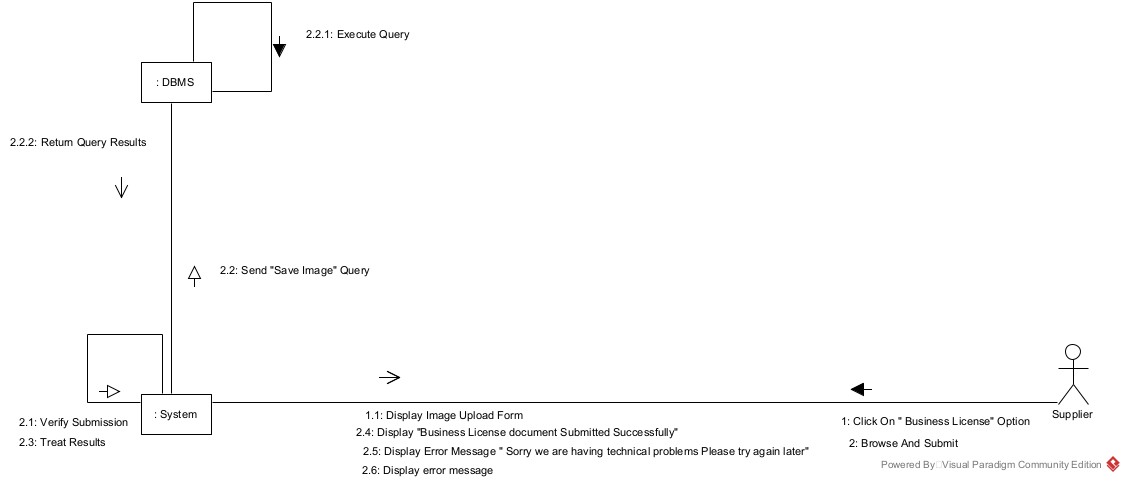 2.2.1: Execute Query
: DBMS
2.2.2: Return Query Results
2.2: Send "Save Image" Query
: System
2.1: Verify Submission
2.3: Treat Results
1.1: Display Image Upload Form
2.4: Display "Business License document Submitted Successfully"
2.5: Display Error Message " Sorry we are having technical problems Please try again later"
2.6: Display error message
Supplier
1: Click On " Business License" Option
2: Browse And Submit
Powered By Visual Paradigm Community Edition